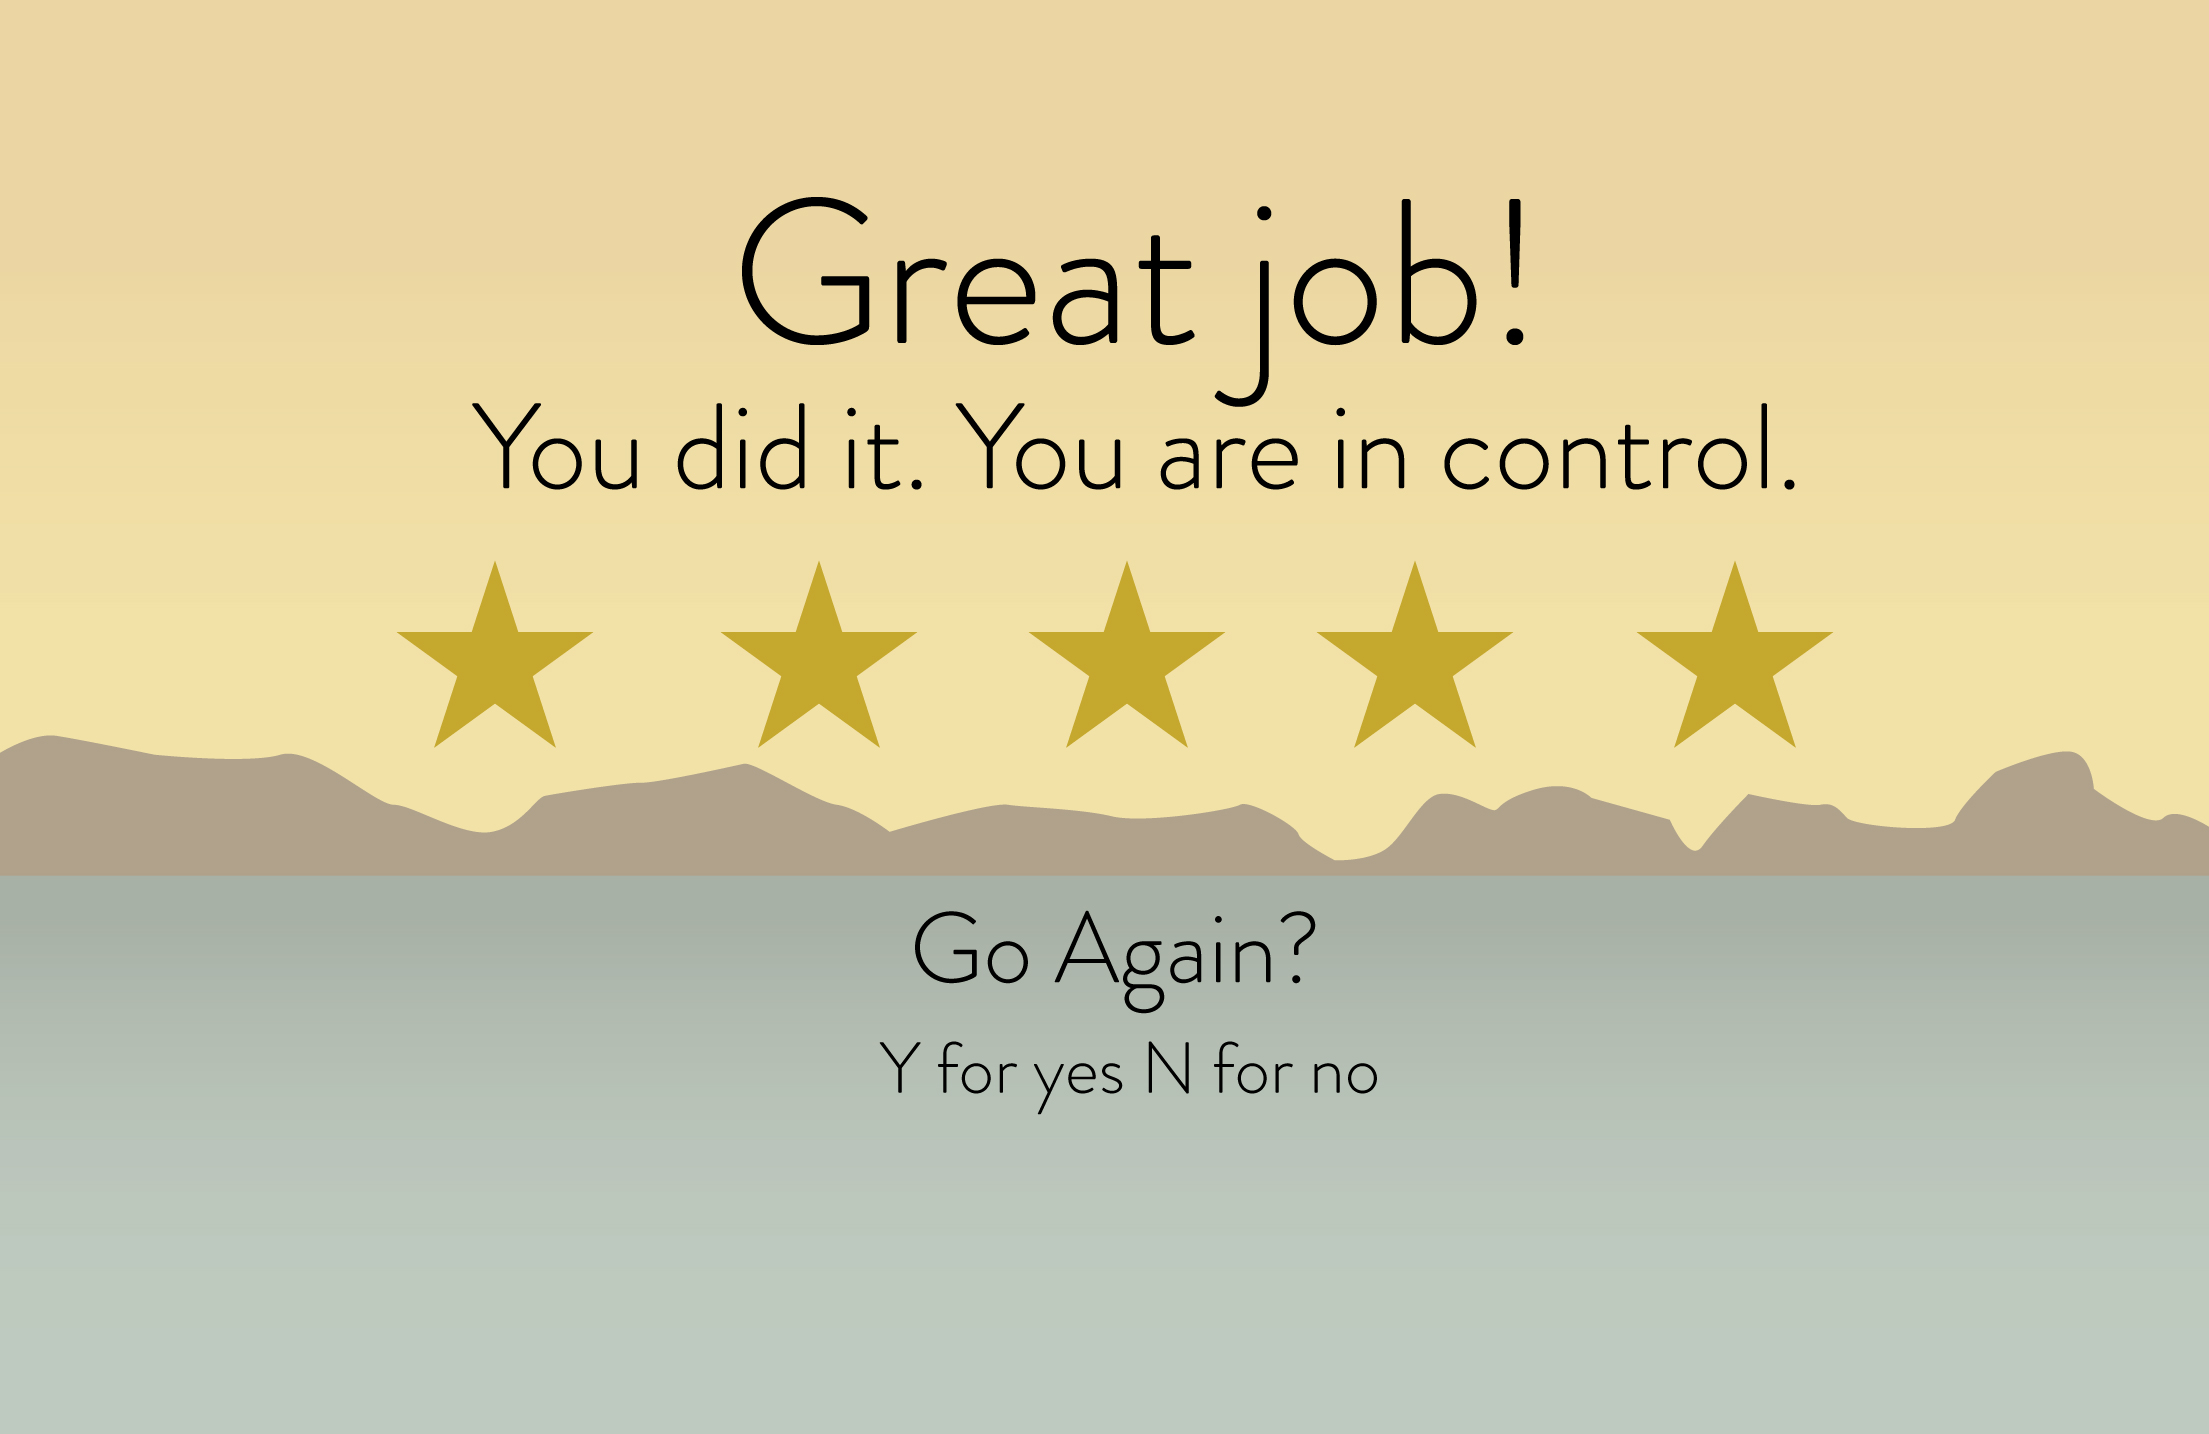 Great job!
You did it. You are in control.
Go Again?
Y for yes N for no